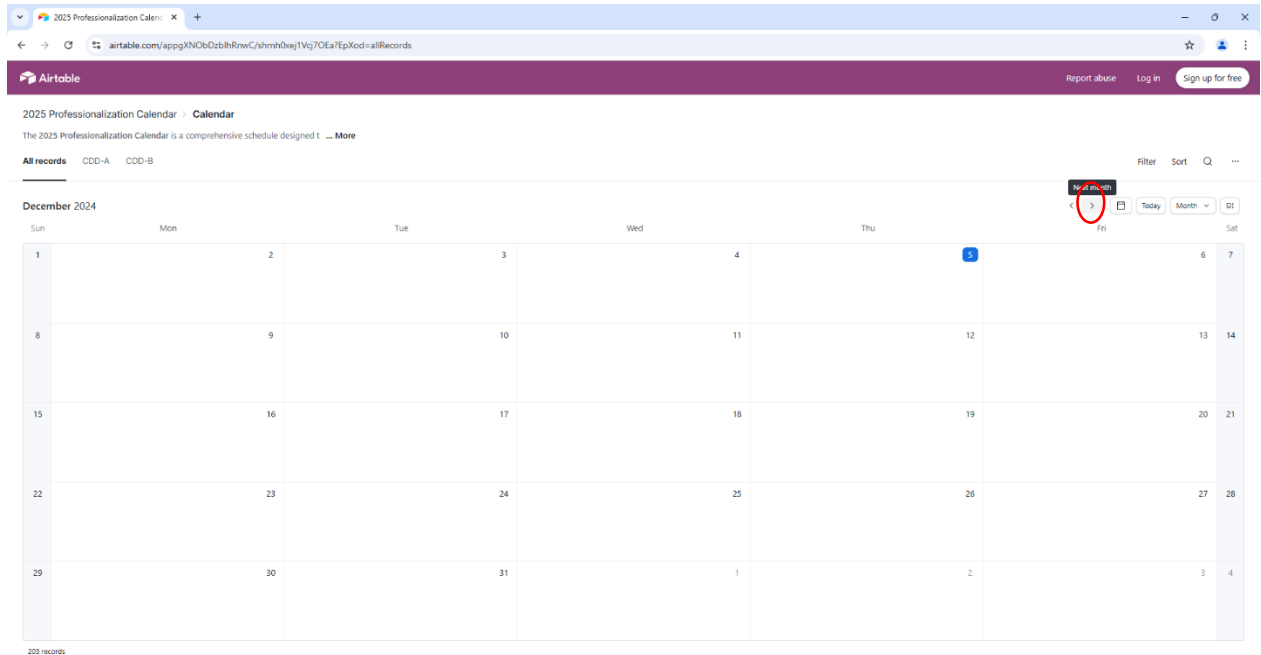 2025 Professionalization Calend
airtable.com/appgXNObDzblhRnwC/shrnh0xej1Vcj7OEa?EpXod=allRecords
Airtable Report abuse Log in Sign up for free
2025 Professionalization Calendar > Calendar
The 2025 Professionalization Calendar is a comprehensive schedule designed t ... More
All records CDD-A CDD-B Filter Sort
Next month
December 2024 Today Month
Sun Mon Tue Wed Thu Fri Sat
1 2 3 4 5 6 7
8 9 10 11 12 13 14
15 16 17 18 19 20 21
22 23 24 25 26 27 28
29 30 31 1 2 3 4
203 records